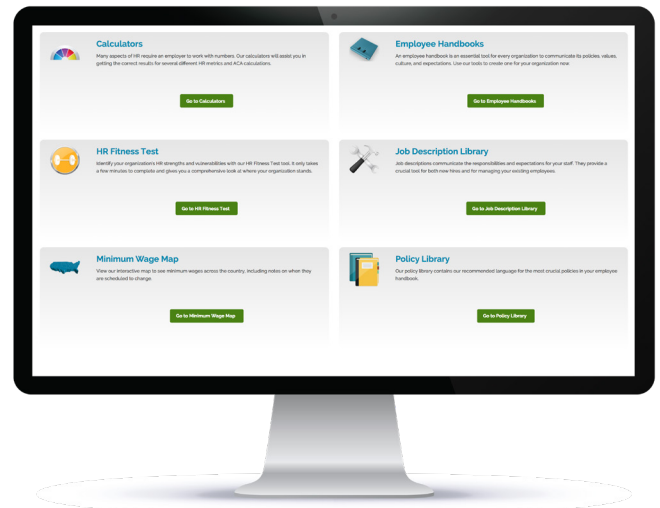 Calculators
Many aspects of HR require an employer to work with numbers. Our calculators will assist you in
getting the correct results for several different HR metrics and ACA calculations.
Go to Calculators
Employee Handbooks
An employee handbook is an essential tool for every organization to communicate its policies, values,
culture, and expectations. Use our tools to create one for your organization now.
Go to Employee Handbooks
HR Fitness Test
Identify your organization's HR strengths and vulnerabilities with our HR Fitness Test tool. It only takes
a few minutes to complete and gives you a comprehensive look at where your organization stands.
Go to HR Fitness Test
Job Description Library
Job descriptions communicate the responsibilities and expectations for your staff. They provide a
crucial tool for both new hires and for managing your existing employees.
Go to Job Description Library
Minimum Wage Map
View our interactive map to see minimum wages across the country, including notes on when they
are scheduled to change.
Go to Minimum Wage Map
Policy Library
Our policy library contains our recommended language for the most crucial policies in your employee
handbook.
Go to Policy Library